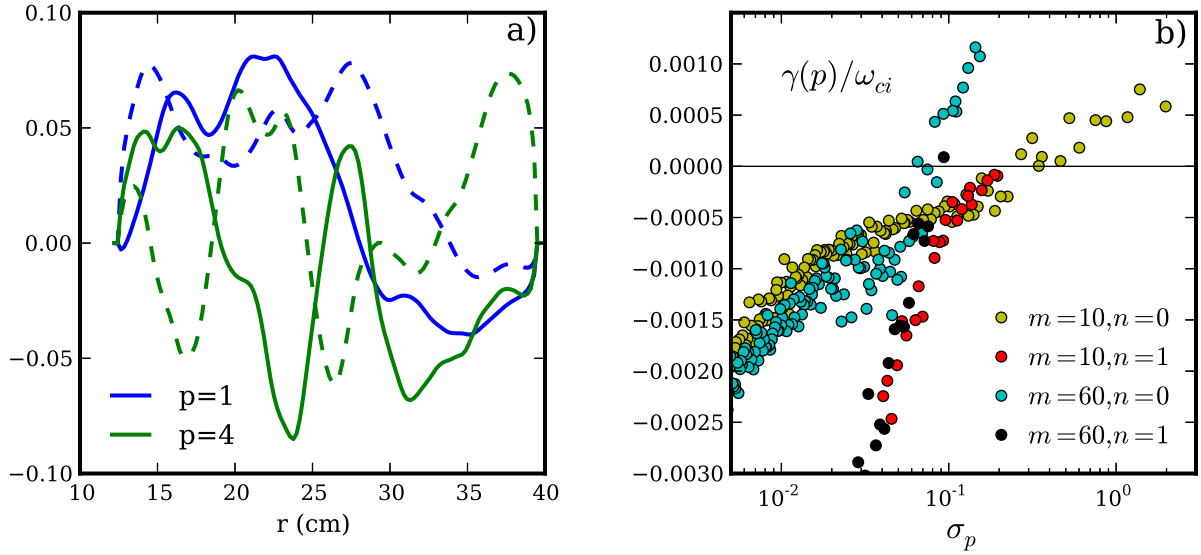 a)
0.10
0.05
0.00
−0.05
−0.10
p=1
p=4
10 15 20 25 30 35 40
r (cm)
b)
γ(p)/ω_{ci}
0.0010
0.0005
0.0000
−0.0005
−0.0010
−0.0015
−0.0020
−0.0025
−0.0030
m=10,n=0
m=10,n=1
m=60,n=0
m=60,n=1
10^{-2} 10^{-1} 10^{0}
σ_p